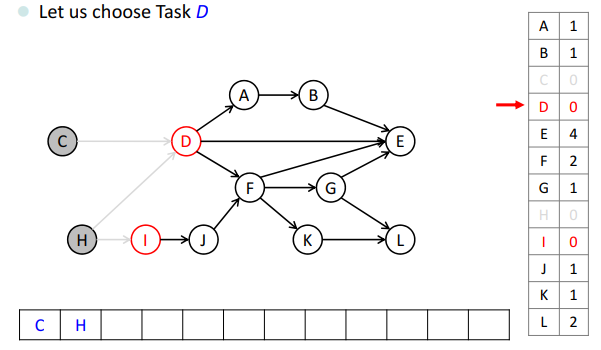 Let us choose Task D
A 1
B 1
C 0
D 0
E 4
F 2
G 1
H 0
I 0
J 1
K 1
L 2
A B
C D E
F G
H I J K L
C H